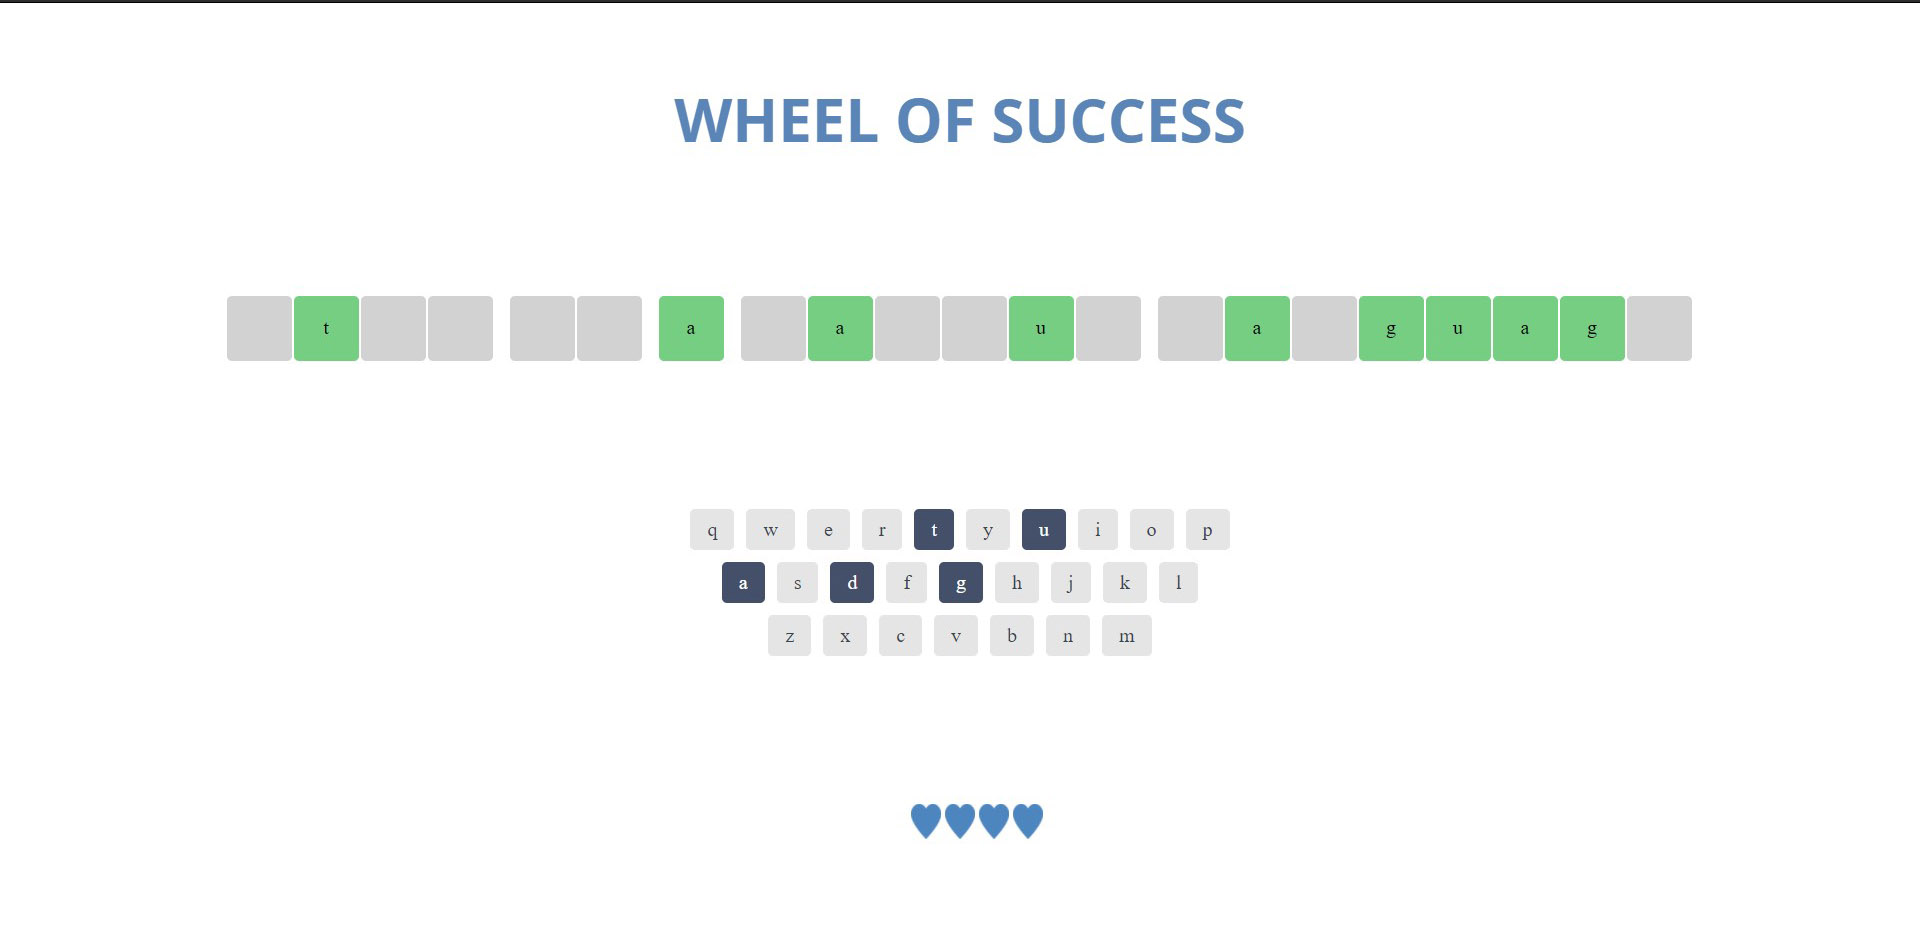 WHEEL OF SUCCESS
t a a u a g u a g
q w e r t y u i o p
a s d f g h j k l
z x c v b n m